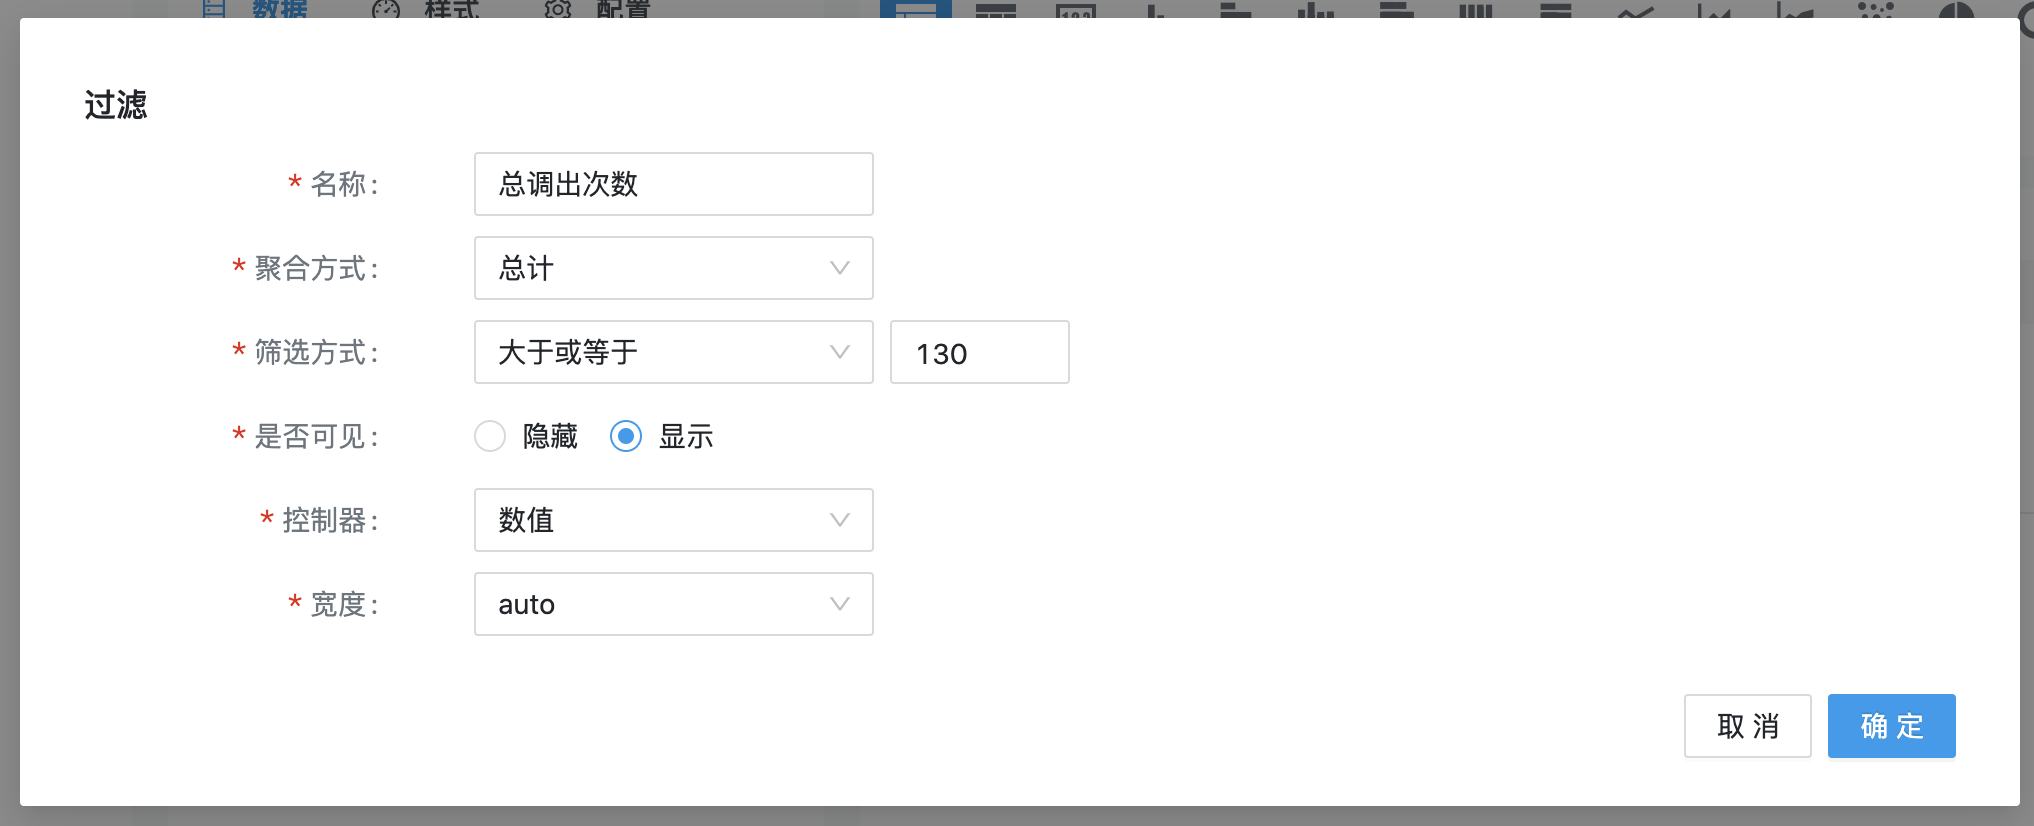 数据 样式 配置
过滤
* 名称: 总调出次数
* 聚合方式: 总计
* 筛选方式: 大于或等于 130
* 是否可见: 隐藏 显示
* 控制器: 数值
* 宽度: auto
取 消 确 定